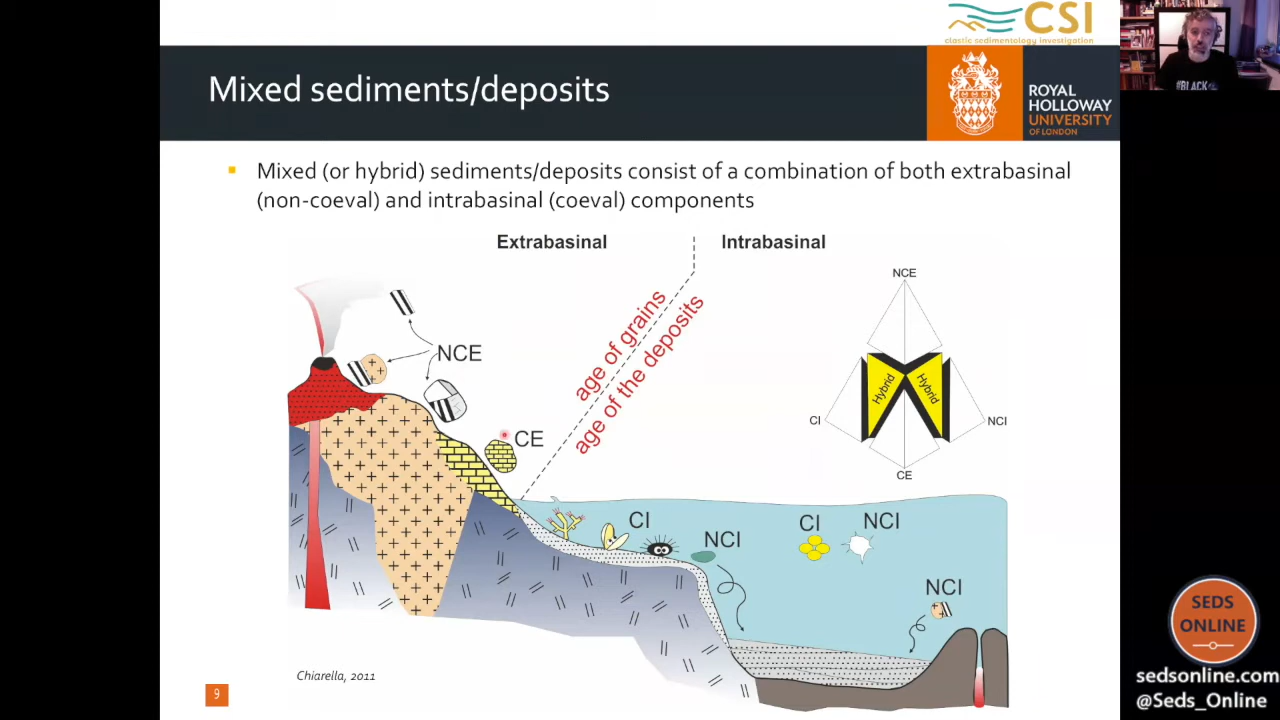 CSI
clastic sedimentology investigation
Mixed sediments/deposits
ROYAL
HOLLOWAY
UNIVERSITY
OF LONDON
#BLACK
Mixed (or hybrid) sediments/deposits consist of a combination of both extrabasinal
(non-coeval) and intrabasinal (coeval) components
Extrabasinal
Intrabasinal
age of grains
age of the deposits
NCE
CE
NCE
Hybrid
Hybrid
CI
NCI
CE
CI
NCI
CI
NCI
NCI
Chiarella, 2011
9
SEDS
ONLINE
sedsonline.com
@Seds_Online